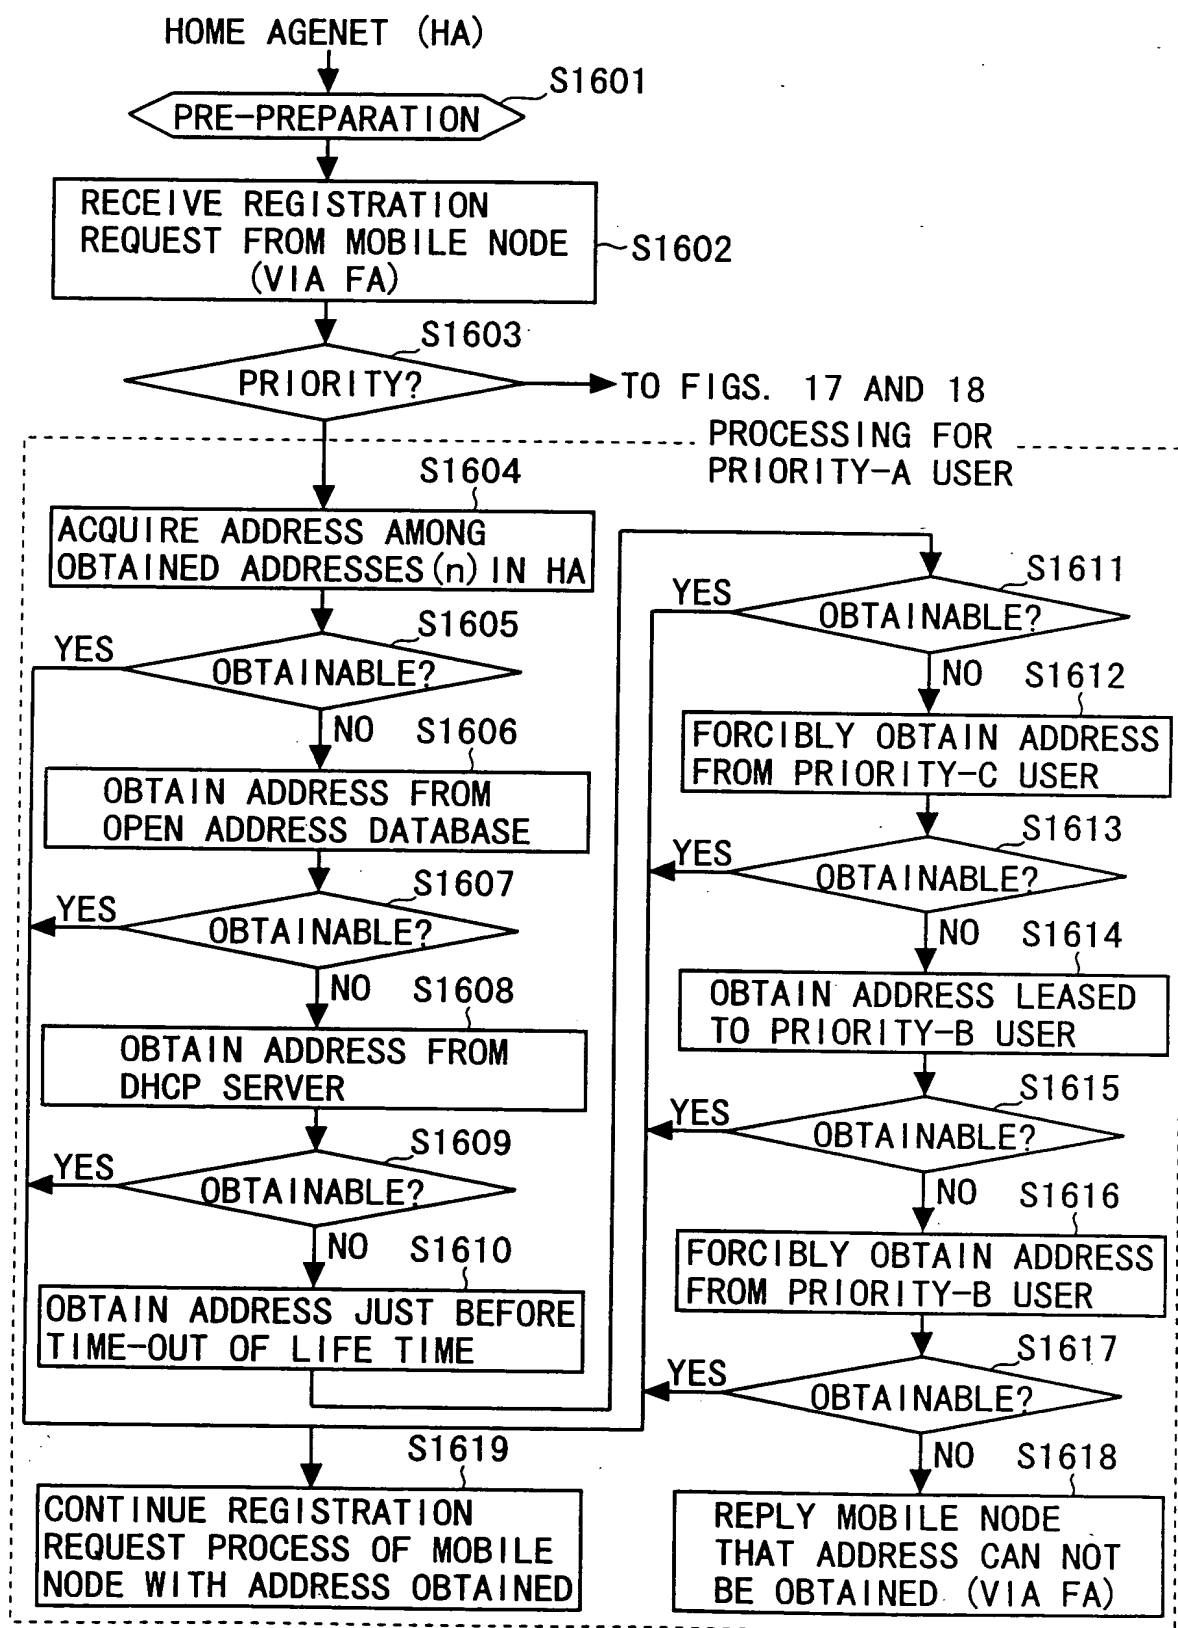 HOME AGENET (HA)
S1601
PRE-PREPARATION
RECEIVE REGISTRATION
REQUEST FROM MOBILE NODE
(VIA FA)
S1602
S1603
PRIORITY?
TO FIGS. 17 AND 18
PROCESSING FOR
PRIORITY-A USER
S1604
ACQUIRE ADDRESS AMONG
OBTAINED ADDRESSES(n) IN HA
S1605
YES
OBTAINABLE?
NO
S1606
OBTAIN ADDRESS FROM
OPEN ADDRESS DATABASE
S1607
YES
OBTAINABLE?
NO
S1608
OBTAIN ADDRESS FROM
DHCP SERVER
S1609
YES
OBTAINABLE?
NO
S1610
OBTAIN ADDRESS JUST BEFORE
TIME-OUT OF LIFE TIME
S1611
YES
OBTAINABLE?
NO
S1612
FORCIBLY OBTAIN ADDRESS
FROM PRIORITY-C USER
S1613
YES
OBTAINABLE?
NO
S1614
OBTAIN ADDRESS LEASED
TO PRIORITY-B USER
S1615
YES
OBTAINABLE?
NO
S1616
FORCIBLY OBTAIN ADDRESS
FROM PRIORITY-B USER
S1617
YES
OBTAINABLE?
NO
S1618
REPLY MOBILE NODE
THAT ADDRESS CAN NOT
BE OBTAINED (VIA FA)
S1619
CONTINUE REGISTRATION
REQUEST PROCESS OF MOBILE
NODE WITH ADDRESS OBTAINED